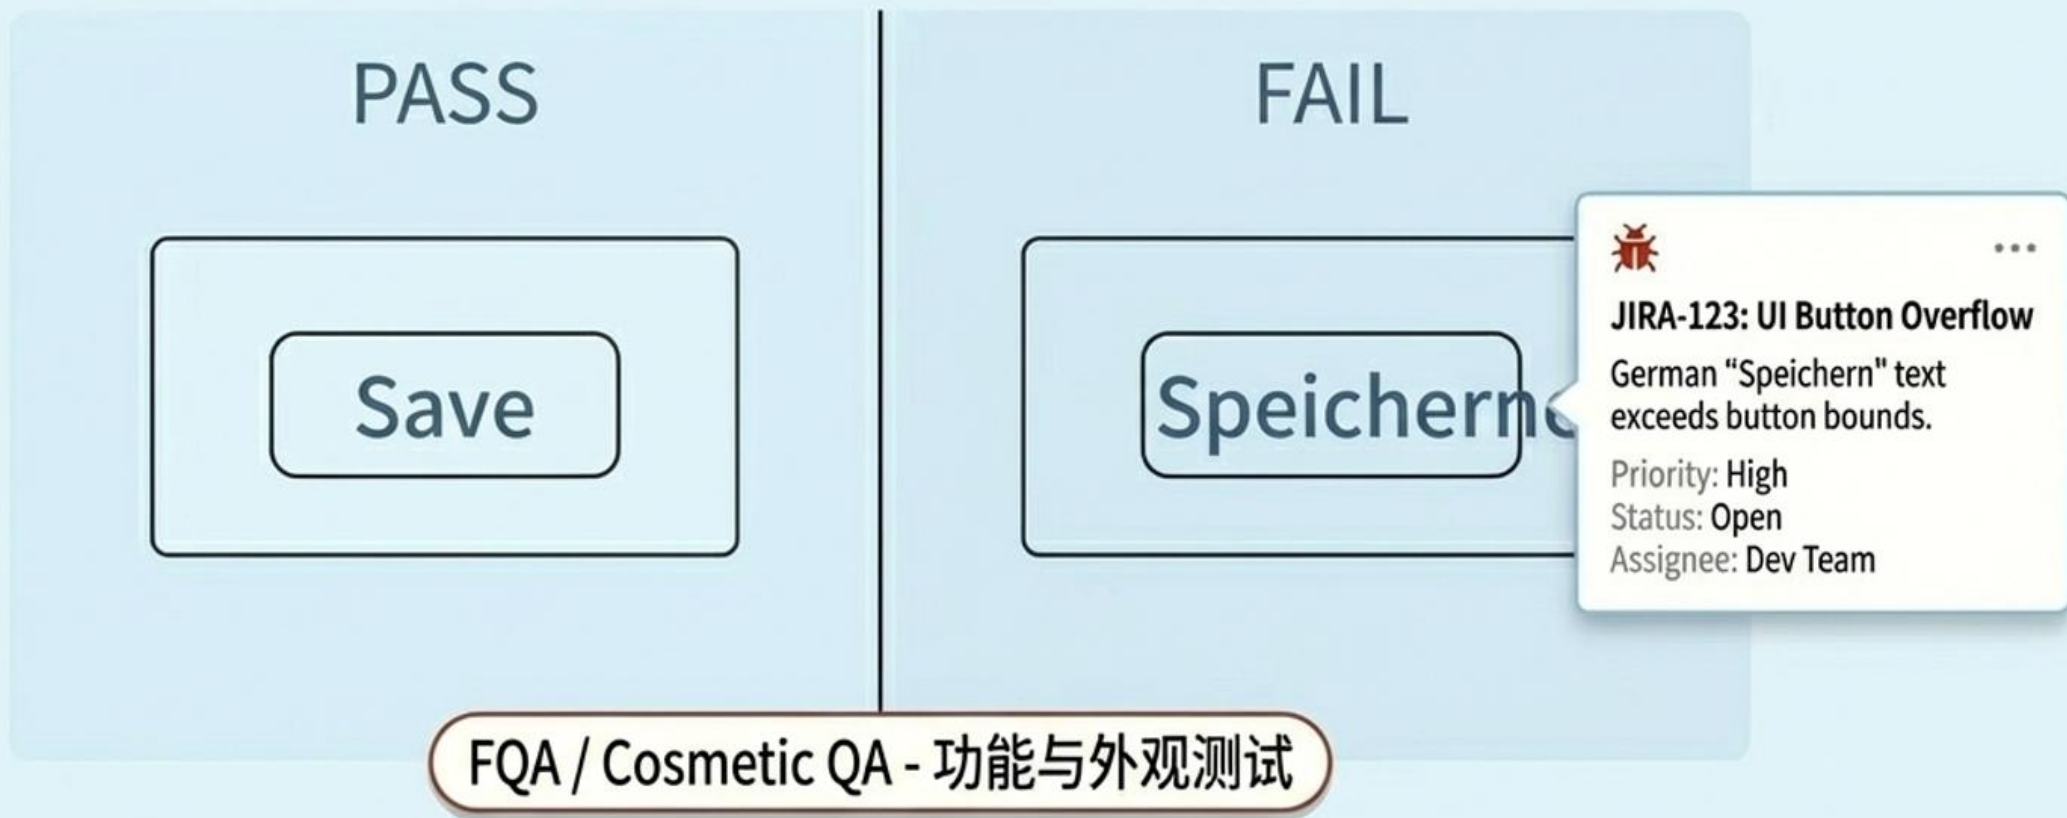 PASS
FAIL
Save
Speichern
JIRA-123: UI Button Overflow
German “Speichern" text
exceeds button bounds.
Priority: High
Status: Open
Assignee: Dev Team
FQA / Cosmetic QA - 功能与外观测试